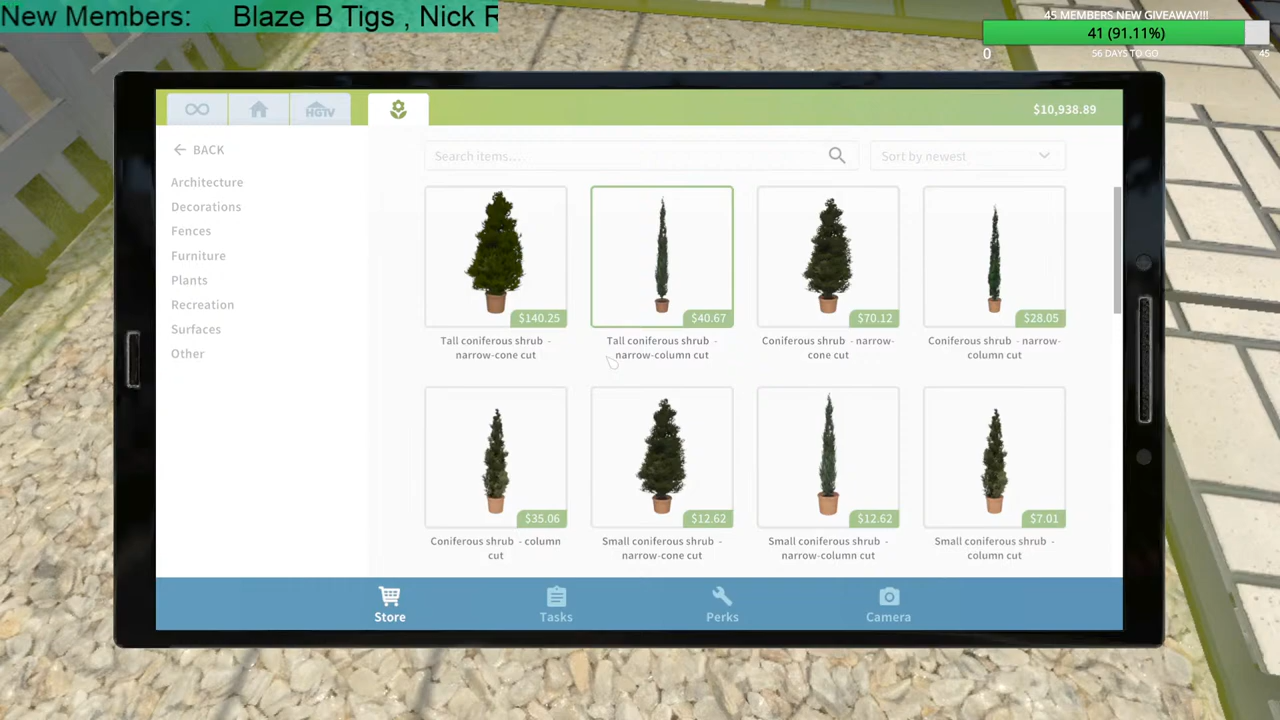 New Members: Blaze B Tigs , Nick F
45 MEMBERS NEW GIVEAWAY!!!
41 (91.11%)
0 56 DAYS TO GO 45
HGTV
$10,938.89
BACK
Search items....
Sort by newest
Architecture
Decorations
Fences
Furniture
Plants
Recreation
Surfaces
Other
$140.25
$40.67
$70.12
$28.05
Tall coniferous shrub -
narrow-cone cut
Tall coniferous shrub -
narrow-column cut
Coniferous shrub - narrow-
cone cut
Coniferous shrub - narrow-
column cut
$35.06
$12.62
$12.62
$7.01
Coniferous shrub - column
cut
Small coniferous shrub -
narrow-cone cut
Small coniferous shrub -
narrow-column cut
Small coniferous shrub -
column cut
Store
Tasks
Perks
Camera